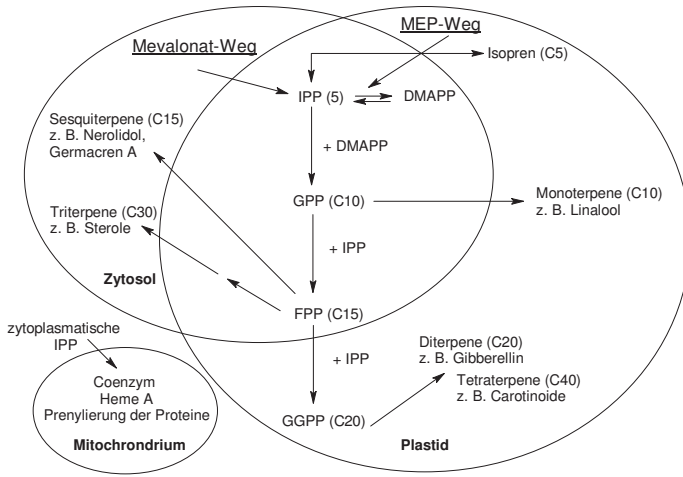 MEP-Weg
Mevalonat-Weg
Isopren (C5)
IPP (5)
DMAPP
Sesquiterpene (C15)
z. B. Nerolidol,
Germacren A
+ DMAPP
GPP (C10)
Monoterpene (C10)
z. B. Linalool
Triterpene (C30)
z. B. Sterole
+ IPP
Zytosol
FPP (C15)
zytoplasmatische
IPP
+ IPP
Diterpene (C20)
z. B. Gibberellin
Tetraterpene (C40)
z. B. Carotinoide
Coenzym
Heme A
Prenylierung der Proteine
GGPP (C20)
Mitochrondrium
Plastid